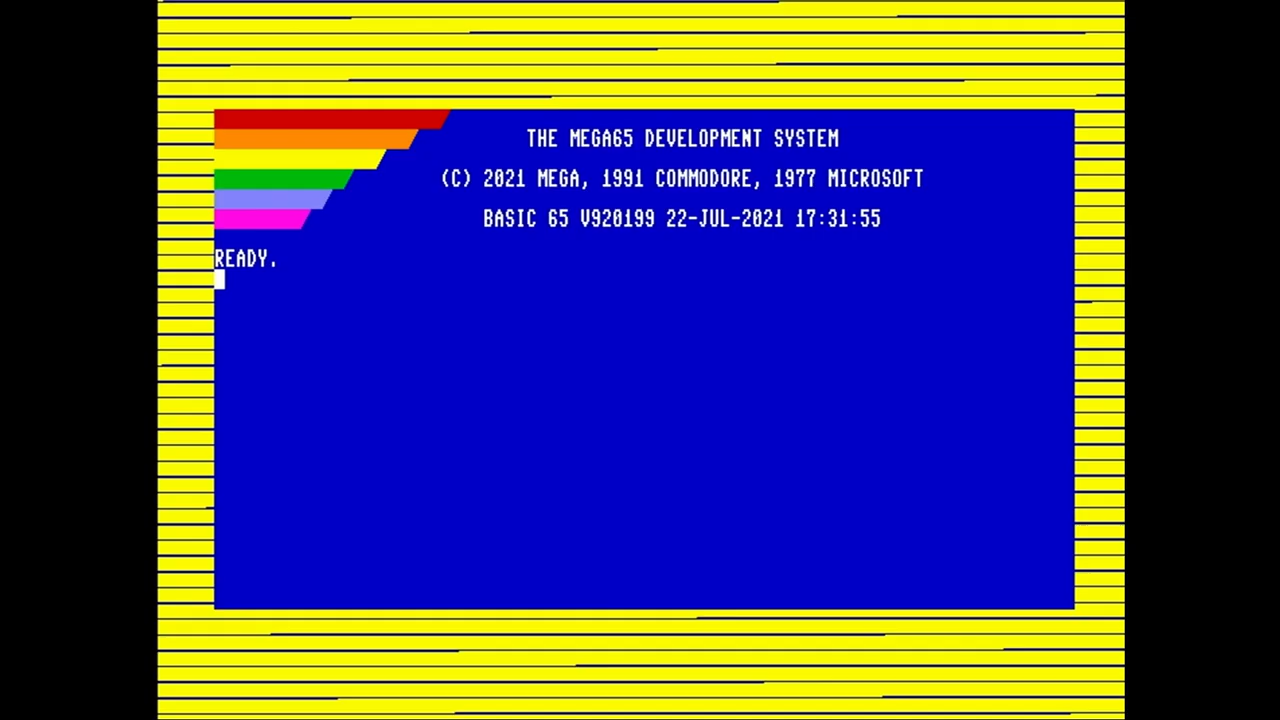 THE MEGA65 DEVELOPMENT SYSTEM
(C) 2021 MEGA, 1991 COMMODORE, 1977 MICROSOFT
BASIC 65 V920199 22-JUL-2021 17:31:55
READY.